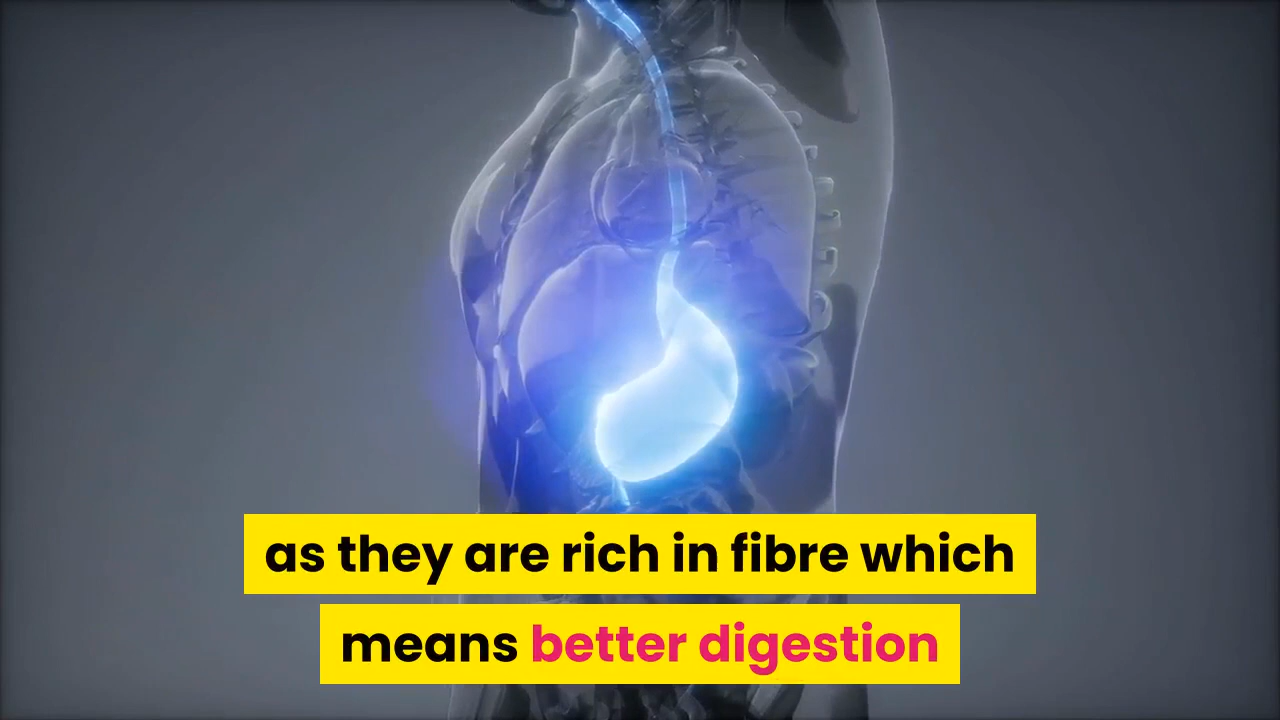 as they are rich in fibre which
means better digestion